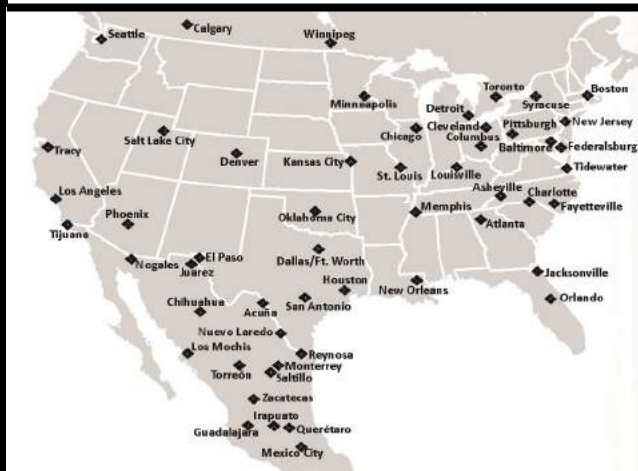 Calgary
Seattle
Winnipeg
Minneapolis
Toronto
Boston
Detroit
Syracuse
Chicago
Cleveland
Pittsburgh
New Jersey
Columbus
Baltimore
Federalsburg
Tracy
Salt Lake City
Denver
Kansas City
St. Louis
Louisville
Tidewater
Los Angeles
Asheville
Charlotte
Phoenix
Oklahoma City
Memphis
Fayetteville
Tijuana
Atlanta
Nogales
El Paso
Juarez
Dallas/Ft. Worth
Houston
Jacksonville
Chihuahua
Acuña
San Antonio
New Orleans
Orlando
Nuevo Laredo
Los Mochis
Reynosa
Torreón
Monterrey
Saltillo
Zacatecas
Irapuato
Guadalajara
Querétaro
Mexico City